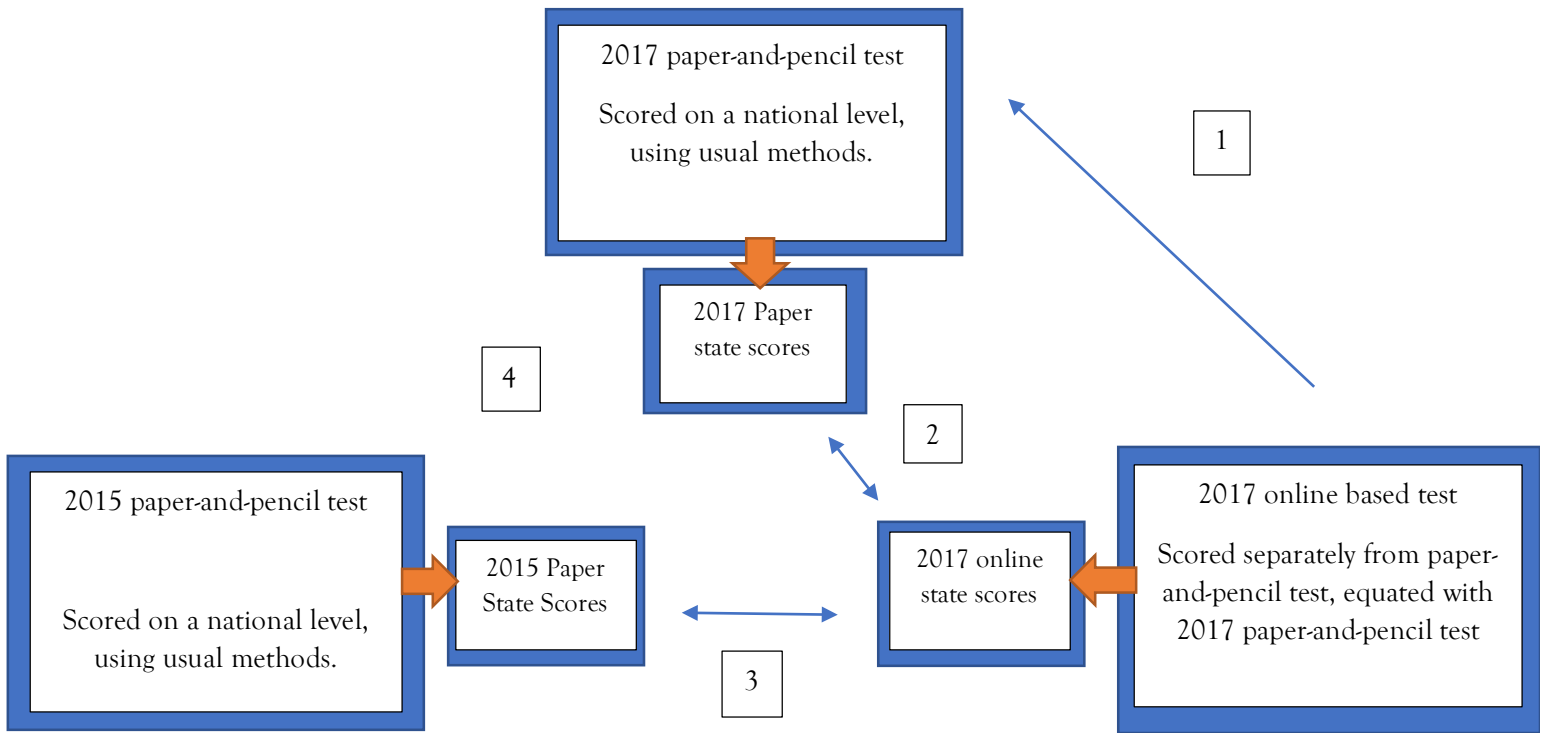 2017 paper-and-pencil test
Scored on a national level,
using usual methods.
1
2017 Paper
state scores
4
2
2015 paper-and-pencil test
Scored on a national level,
using usual methods.
2015 Paper
State Scores
3
2017 online
state scores
2017 online based test
Scored separately from paper-
and-pencil test, equated with
2017 paper-and-pencil test